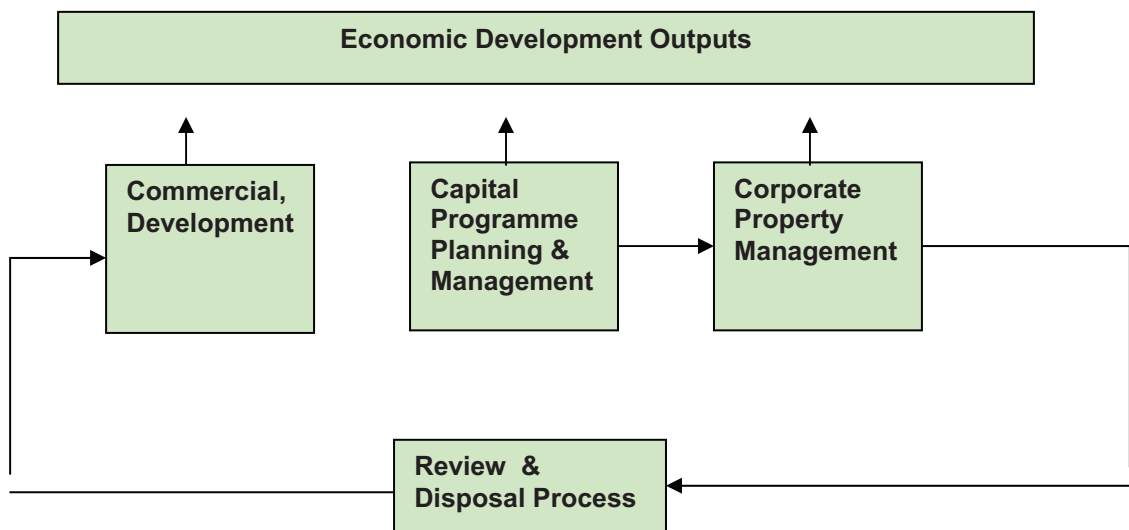 Economic Development Outputs
Commercial,
Development
Capital
Programme
Planning &
Management
Corporate
Property
Management
Review &
Disposal Process